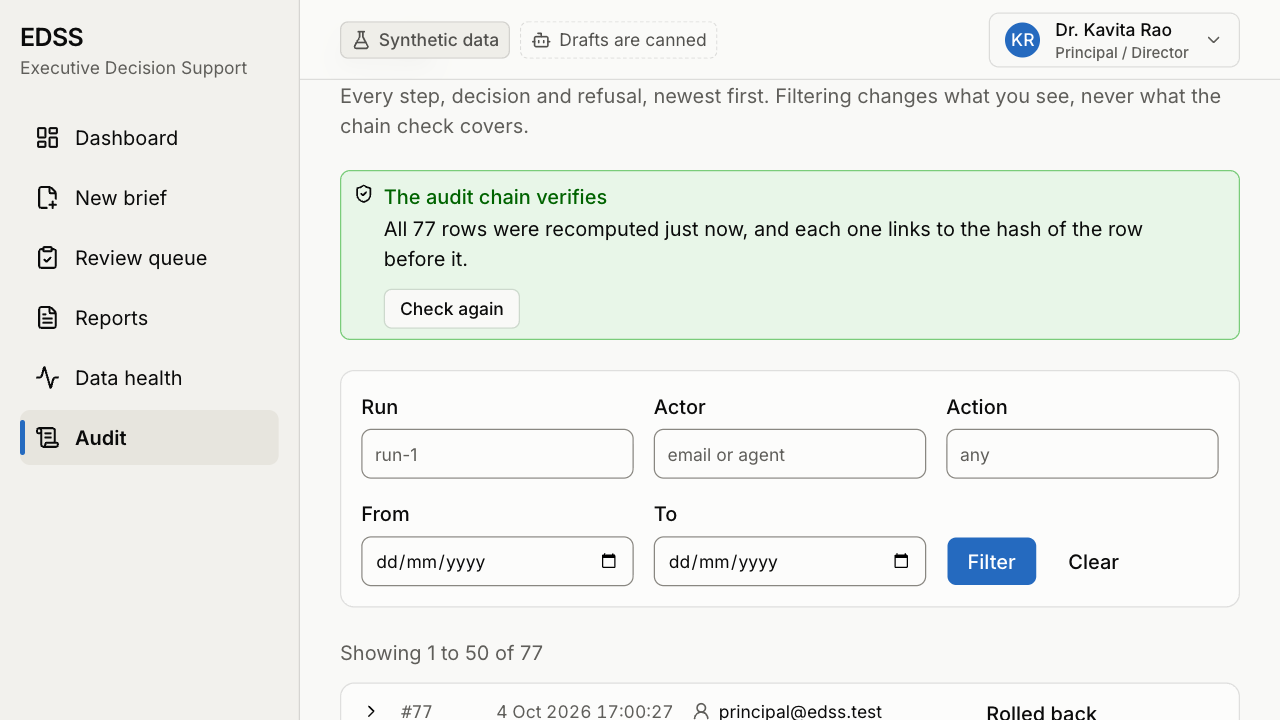 EDSS
Executive Decision Support
Dashboard
New brief
Review queue
Reports
Data health
Audit
Synthetic data
Drafts are canned
KR
Dr. Kavita Rao
Principal / Director
Every step, decision and refusal, newest first. Filtering changes what you see, never what the
chain check covers.
The audit chain verifies
All 77 rows were recomputed just now, and each one links to the hash of the row
before it.
Check again
Run
Actor
Action
run-1
email or agent
any
From
To
dd/mm/yyyy
dd/mm/yyyy
Filter
Clear
Showing 1 to 50 of 77
#77
4 Oct 2026 17:00:27
principal@edss.test
Rolled back